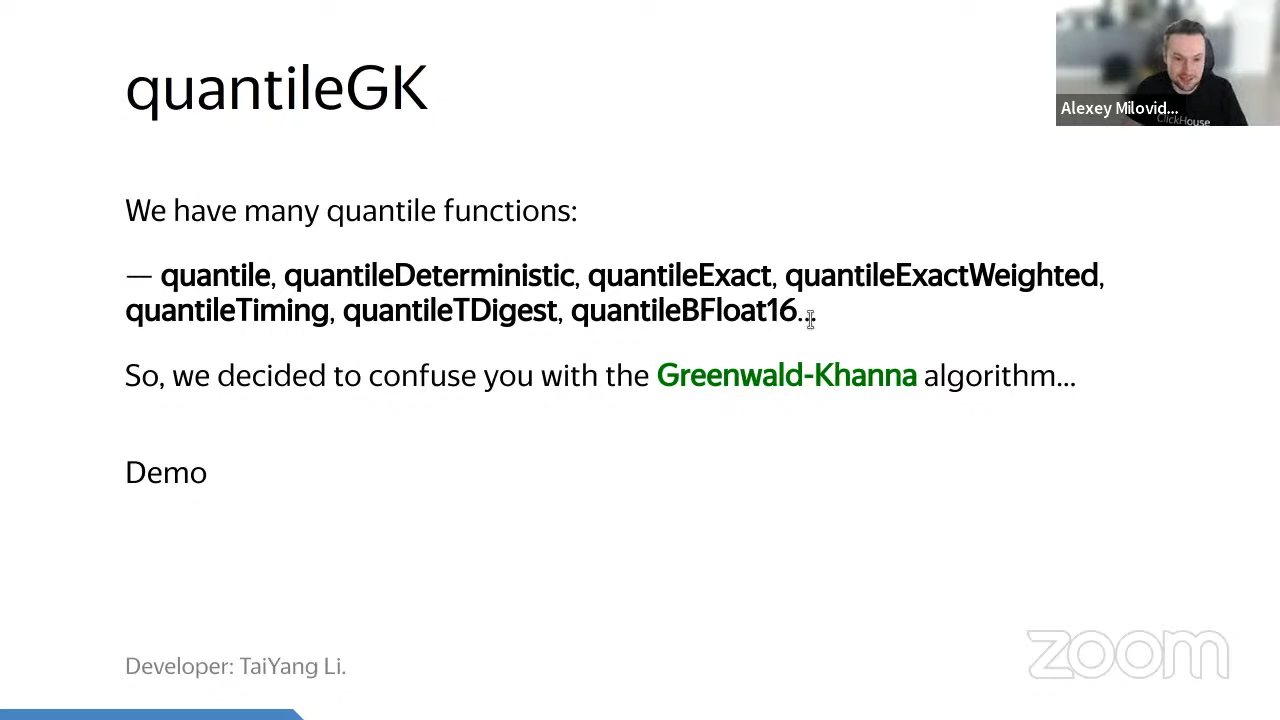 quantileGK
Alexey Milovid...
ClickHouse
We have many quantile functions:
— quantile, quantileDeterministic, quantileExact, quantileExactWeighted,
quantileTiming, quantileTDigest, quantileBFloat16...
So, we decided to confuse you with the Greenwald-Khanna algorithm...
Demo
Developer: TaiYang Li.
zoom